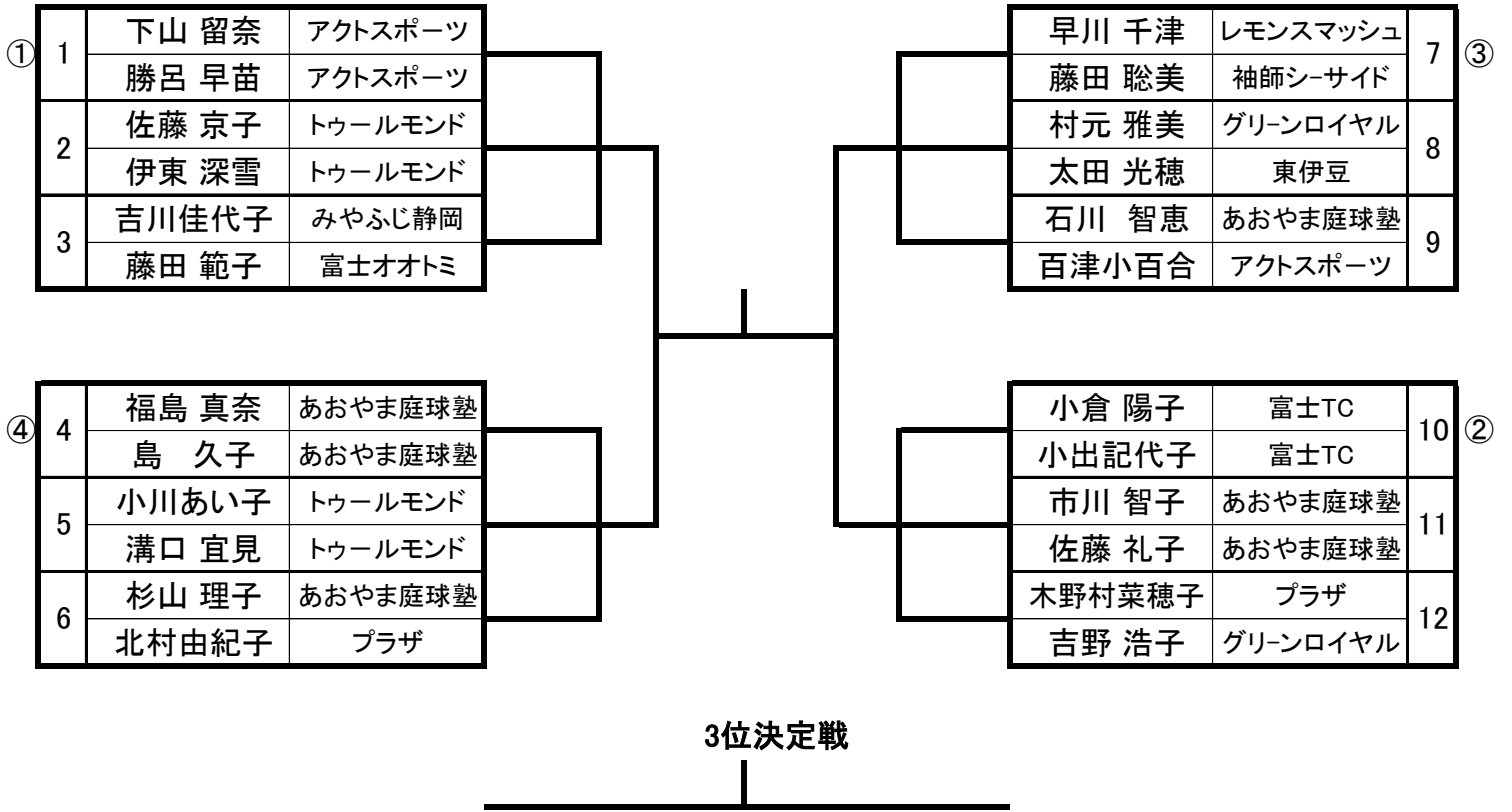 ① 1 下山 留奈 アクトスポーツ
勝呂 早苗 アクトスポーツ
2 佐藤 京子 トゥールモンド
伊東 深雪 トゥールモンド
3 吉川佳代子 みやふじ静岡
藤田 範子 富士オオトミ
④ 4 福島 真奈 あおやま庭球塾
島　久子 あおやま庭球塾
5 小川あい子 トゥールモンド
溝口 宜見 トゥールモンド
6 杉山 理子 あおやま庭球塾
北村由紀子 プラザ
早川 千津 レモンスマッシュ 7 ③
藤田 聡美 袖師シーサイド
村元 雅美 グリーンロイヤル 8
太田 光穂 東伊豆
石川　智恵 あおやま庭球塾 9
百津小百合 アクトスポーツ
小倉 陽子 富士TC 10 ②
小出記代子 富士TC
市川 智子 あおやま庭球塾 11
佐藤 礼子 あおやま庭球塾
木野村菜穂子 プラザ 12
吉野 浩子 グリーンロイヤル
3位決定戦